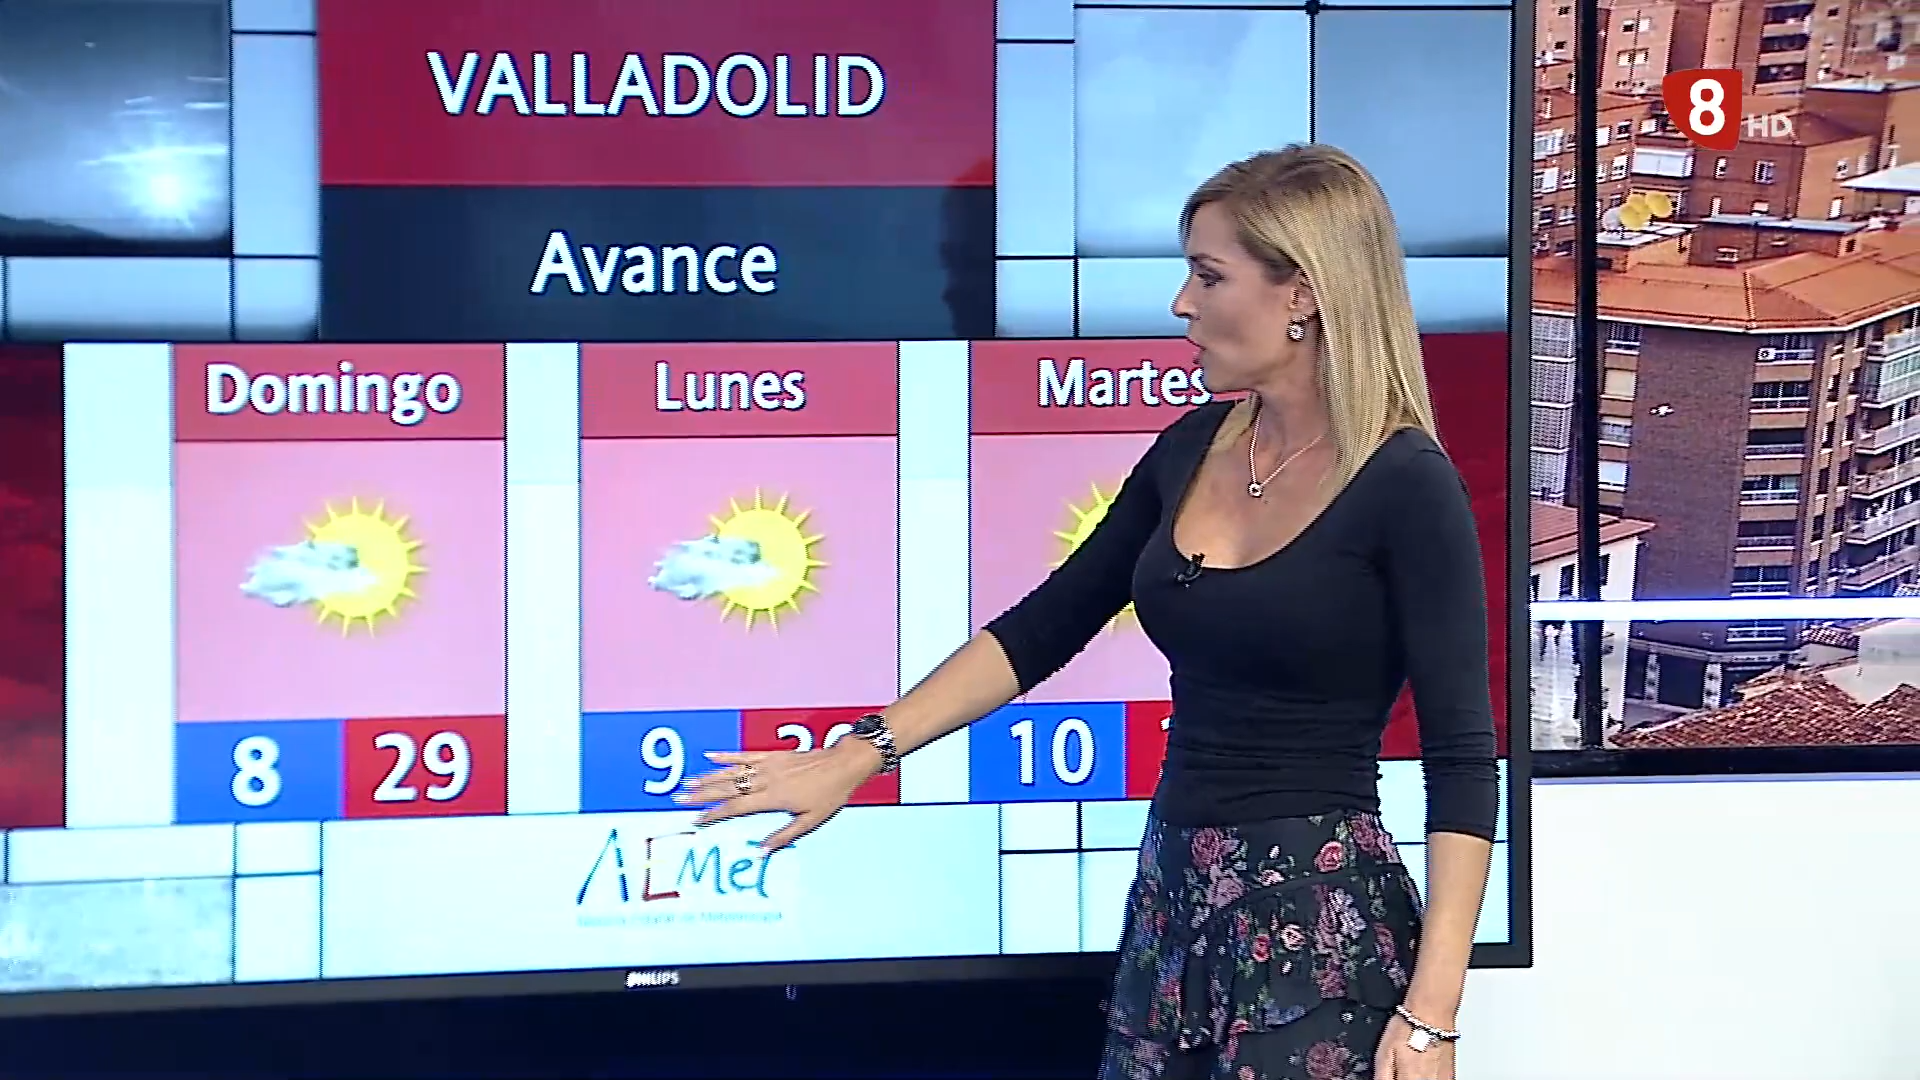 VALLADOLID
8 HD
Avance
Domingo Lunes Martes
8 29 9 10
AEMet
PHILIPS